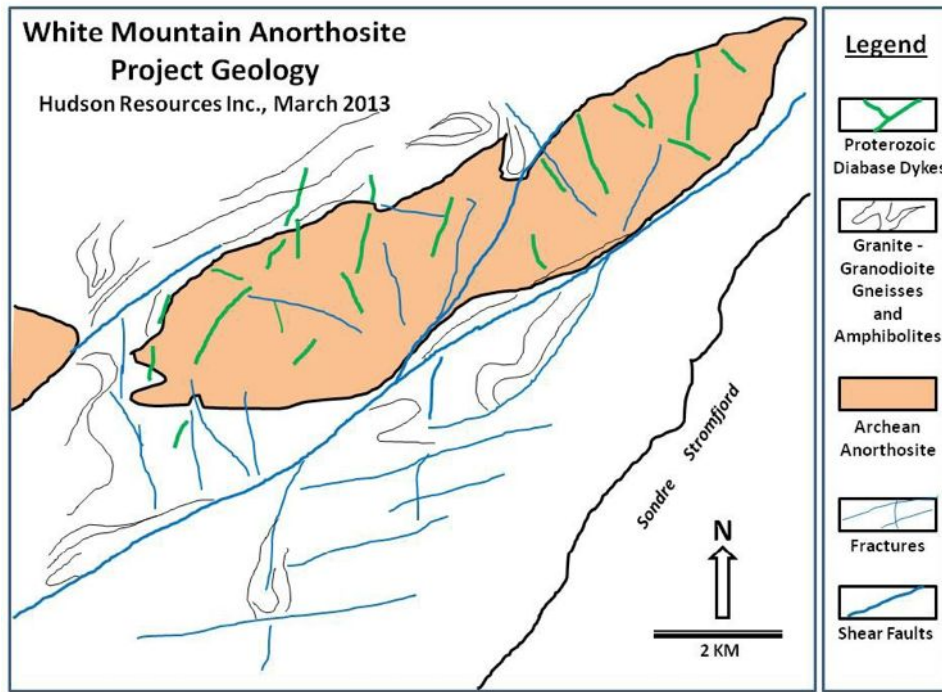 White Mountain Anorthosite
Project Geology
Hudson Resources Inc., March 2013
Sondre Stromfjord
N
2 KM
Legend
Proterozoic
Diabase Dykes
Granite -
Granodioite
Gneisses
and
Amphibolites
Archean
Anorthosite
Fractures
Shear Faults